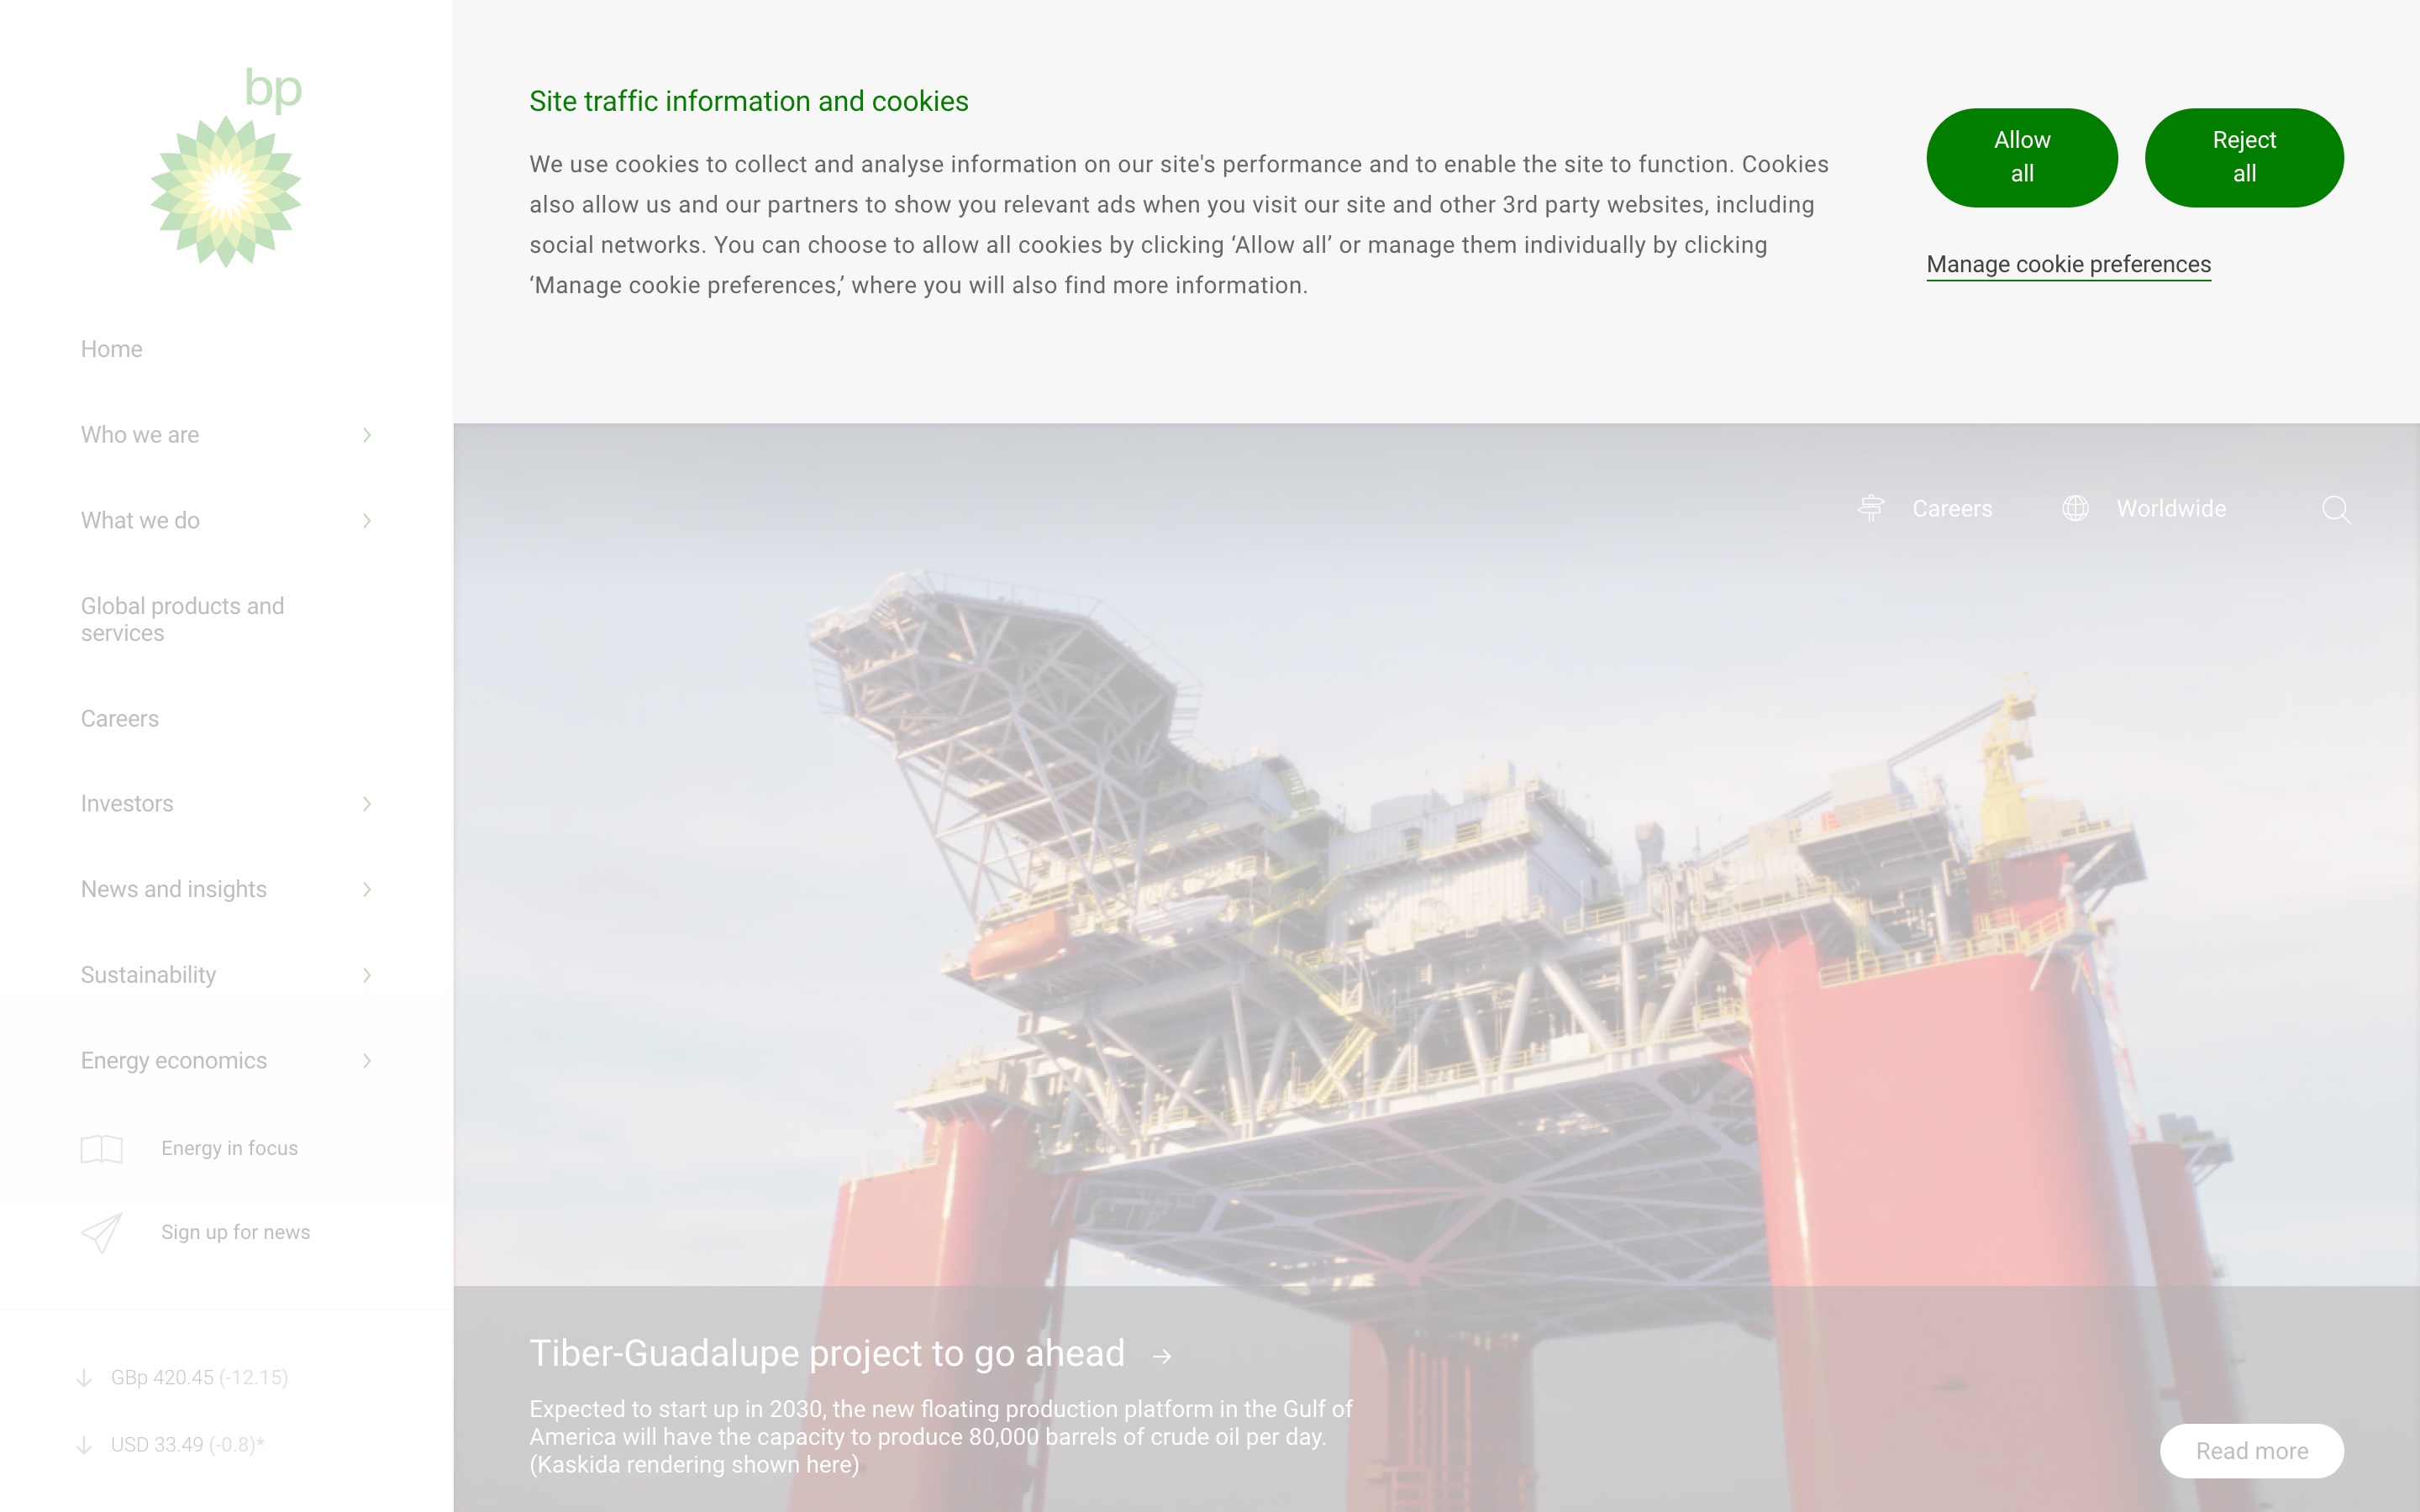 bp
Home
Who we are
What we do
Global products and
services
Careers
Investors
News and insights
Sustainability
Energy economics
Energy in focus
Sign up for news
GBp 420.45 (-12.15)
USD 33.49 (-0.8)*
Site traffic information and cookies
We use cookies to collect and analyse information on our site's performance and to enable the site to function. Cookies
also allow us and our partners to show you relevant ads when you visit our site and other 3rd party websites, including
social networks. You can choose to allow all cookies by clicking ‘Allow all’ or manage them individually by clicking
‘Manage cookie preferences,’ where you will also find more information.
Allow
all
Reject
all
Manage cookie preferences
Careers
Worldwide
Tiber-Guadalupe project to go ahead
Expected to start up in 2030, the new floating production platform in the Gulf of
America will have the capacity to produce 80,000 barrels of crude oil per day.
(Kaskida rendering shown here)
Read more